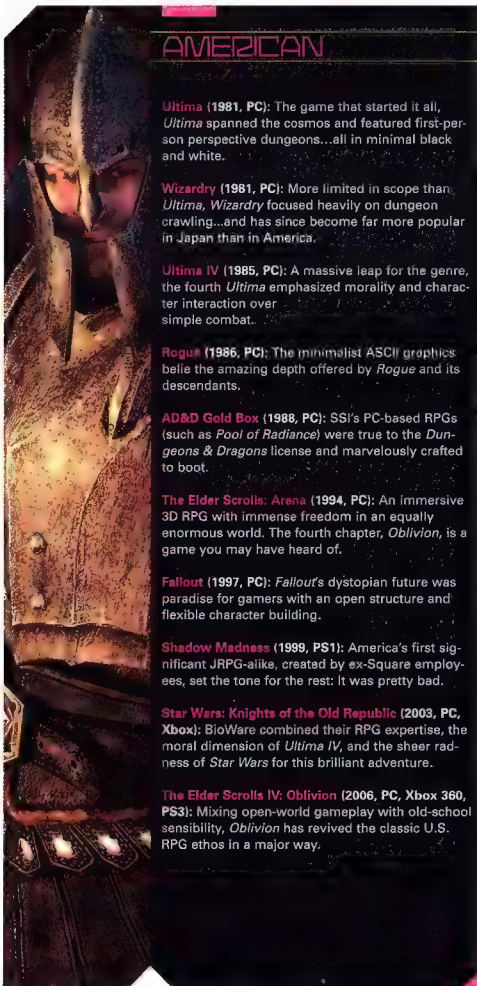 AMERICAN
Ultima (1981, PC): The game that started it all,
Ultima spanned the cosmos and featured first-per-
son perspective dungeons...all in minimal black
and white.
Wizardry (1981, PC): More limited in scope than
Ultima, Wizardry focused heavily on dungeon
crawling...and has since become far more popular
in Japan than in America.
Ultima IV (1985, PC): A massive leap for the genre,
the fourth Ultima emphasized morality and charac-
ter interaction over
simple combat.
Rogue (1986, PC): The minimalist ASCII graphics
belie the amazing depth offered by Rogue and its
descendants.
AD&D Gold Box (1988, PC): SSI's PC-based RPGs
(such as Pool of Radiance) were true to the Dun-
geons & Dragons license and marvelously crafted
to boot.
The Elder Scrolls: Arena (1994, PC): An immersive
3D RPG with immense freedom in an equally
enormous world. The fourth chapter, Oblivion, is a
game you may have heard of.
Fallout (1997, PC): Fallout's dystopian future was
paradise for gamers with an open structure and
flexible character building.
Shadow Madness (1999, PS1): America's first sig-
nificant JRPG-alike, created by ex-Square employ-
ees, set the tone for the rest: It was pretty bad.
Star Wars: Knights of the Old Republic (2003, PC,
Xbox): BioWare combined their RPG expertise, the
moral dimension of Ultima IV, and the sheer rad-
ness of Star Wars for this brilliant adventure.
The Elder Scrolls IV: Oblivion (2006, PC, Xbox 360,
PS3): Mixing open-world gameplay with old-school
sensibility, Oblivion has revived the classic U.S.
RPG ethos in a major way.